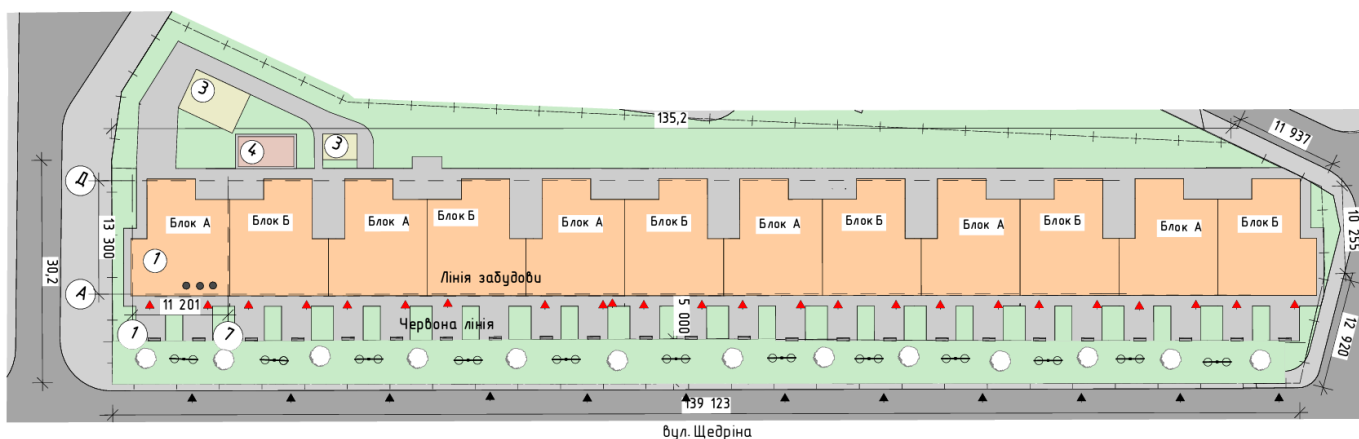 3
135,2
11 937
4
3
Д
Блок А
Блок Б
Блок А
Блок Б
Блок А
Блок Б
Блок А
Блок Б
Блок А
Блок Б
Блок А
Блок Б
10 255
13 300
30,2
1
Лінія забудови
А
11 201
5 000
Червона лінія
1
7
12 920
139 123
вул. Щедріна